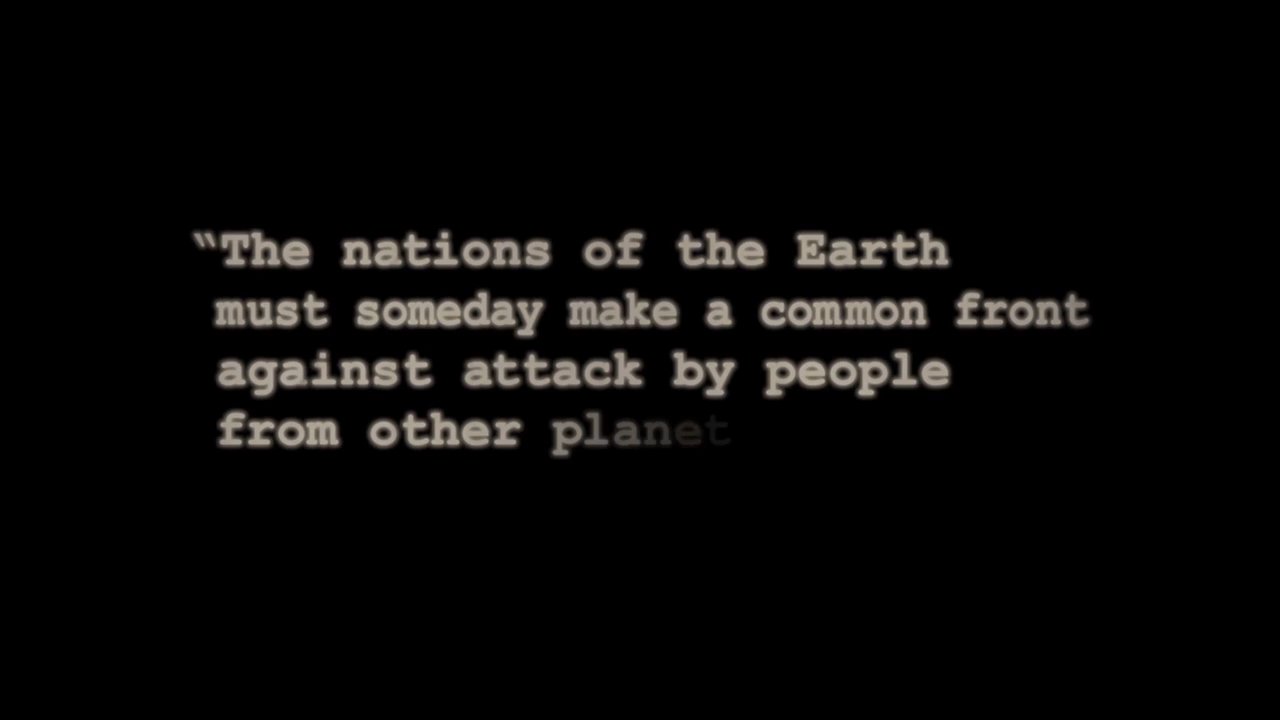 “The nations of the Earth
must someday make a common front
against attack by people
from other planet